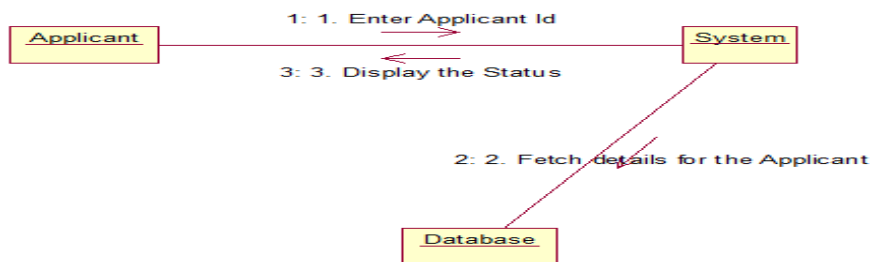 1: 1. Enter Applicant Id
Applicant
System
3: 3. Display the Status
2: 2. Fetch details for the Applicant
Database